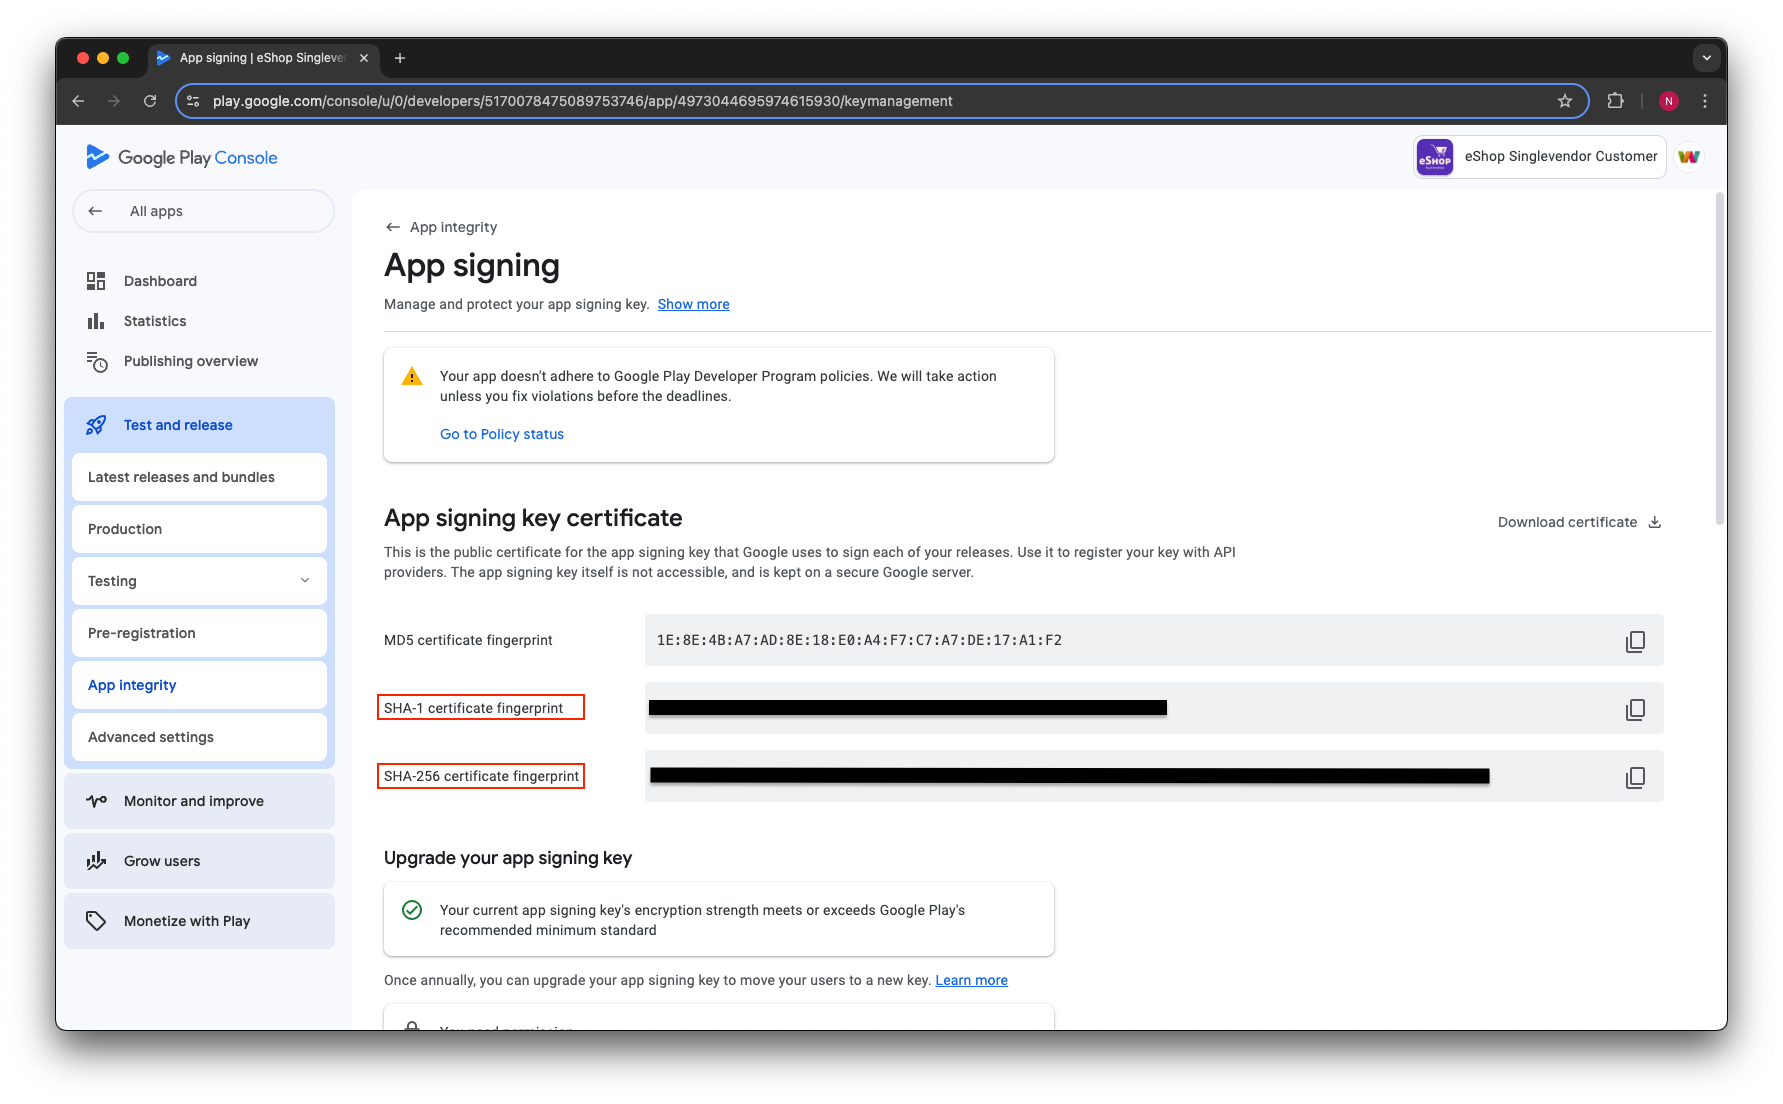 App signing | eShop Singleven
play.google.com/console/u/0/developers/5170078475089753746/app/4973044695974615930/keymanagement
N
Google Play Console
eShop
eShop Singlevendor Customer
All apps
Dashboard
Statistics
Publishing overview
Test and release
Latest releases and bundles
Production
Testing
Pre-registration
App integrity
Advanced settings
Monitor and improve
Grow users
Monetize with Play
App integrity
App signing
Manage and protect your app signing key. Show more
Your app doesn't adhere to Google Play Developer Program policies. We will take action
unless you fix violations before the deadlines.
Go to Policy status
App signing key certificate
Download certificate
This is the public certificate for the app signing key that Google uses to sign each of your releases. Use it to register your key with API
providers. The app signing key itself is not accessible, and is kept on a secure Google server.
MD5 certificate fingerprint
1E:8E:4B:A7:AD:8E:18:E0:A4:F7:C7:A7:DE:17:A1:F2
SHA-1 certificate fingerprint
SHA-256 certificate fingerprint
Upgrade your app signing key
Your current app signing key's encryption strength meets or exceeds Google Play's
recommended minimum standard
Once annually, you can upgrade your app signing key to move your users to a new key. Learn more
You need permission